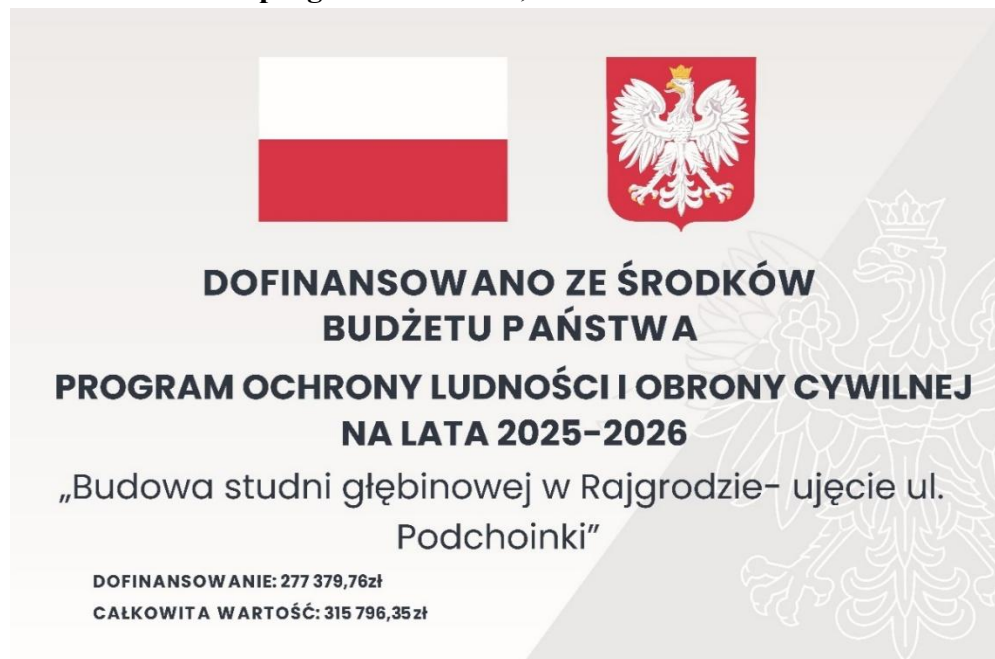 DOFINANSOWANO ZE ŚRODKÓW
BUDŻETU PAŃSTWA
PROGRAM OCHRONY LUDNOŚCI I OBRONY CYWILNEJ
NA LATA 2025-2026
„Budowa studni głębinowej w Rajgrodzie- ujęcie ul.
Podchoinki”
DOFINANSOWANIE: 277 379,76zł
CAŁKOWITA WARTOŚĆ: 315 796,35zł